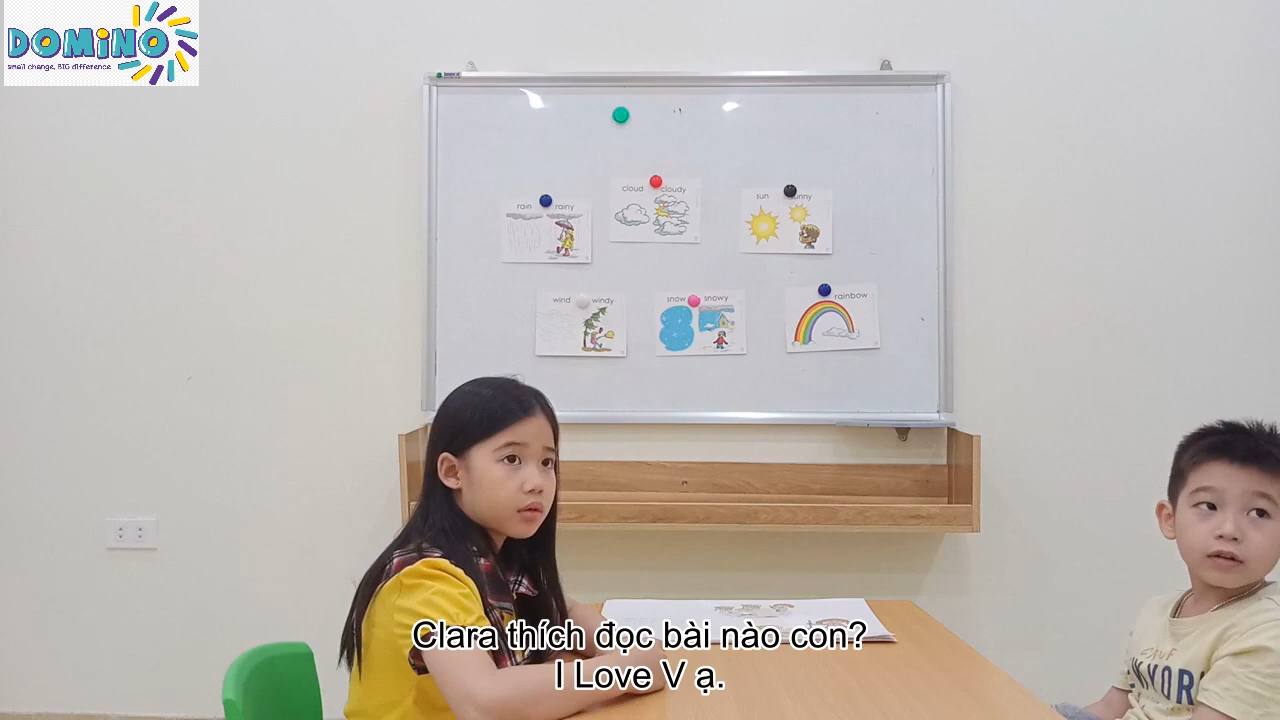 DOMINO
small change, BIG difference
cloud cloudy
sun
rain rainy
wind windy
snow snowy
rainbow
Clara thích đọc bài nào con?
I Love V ạ.